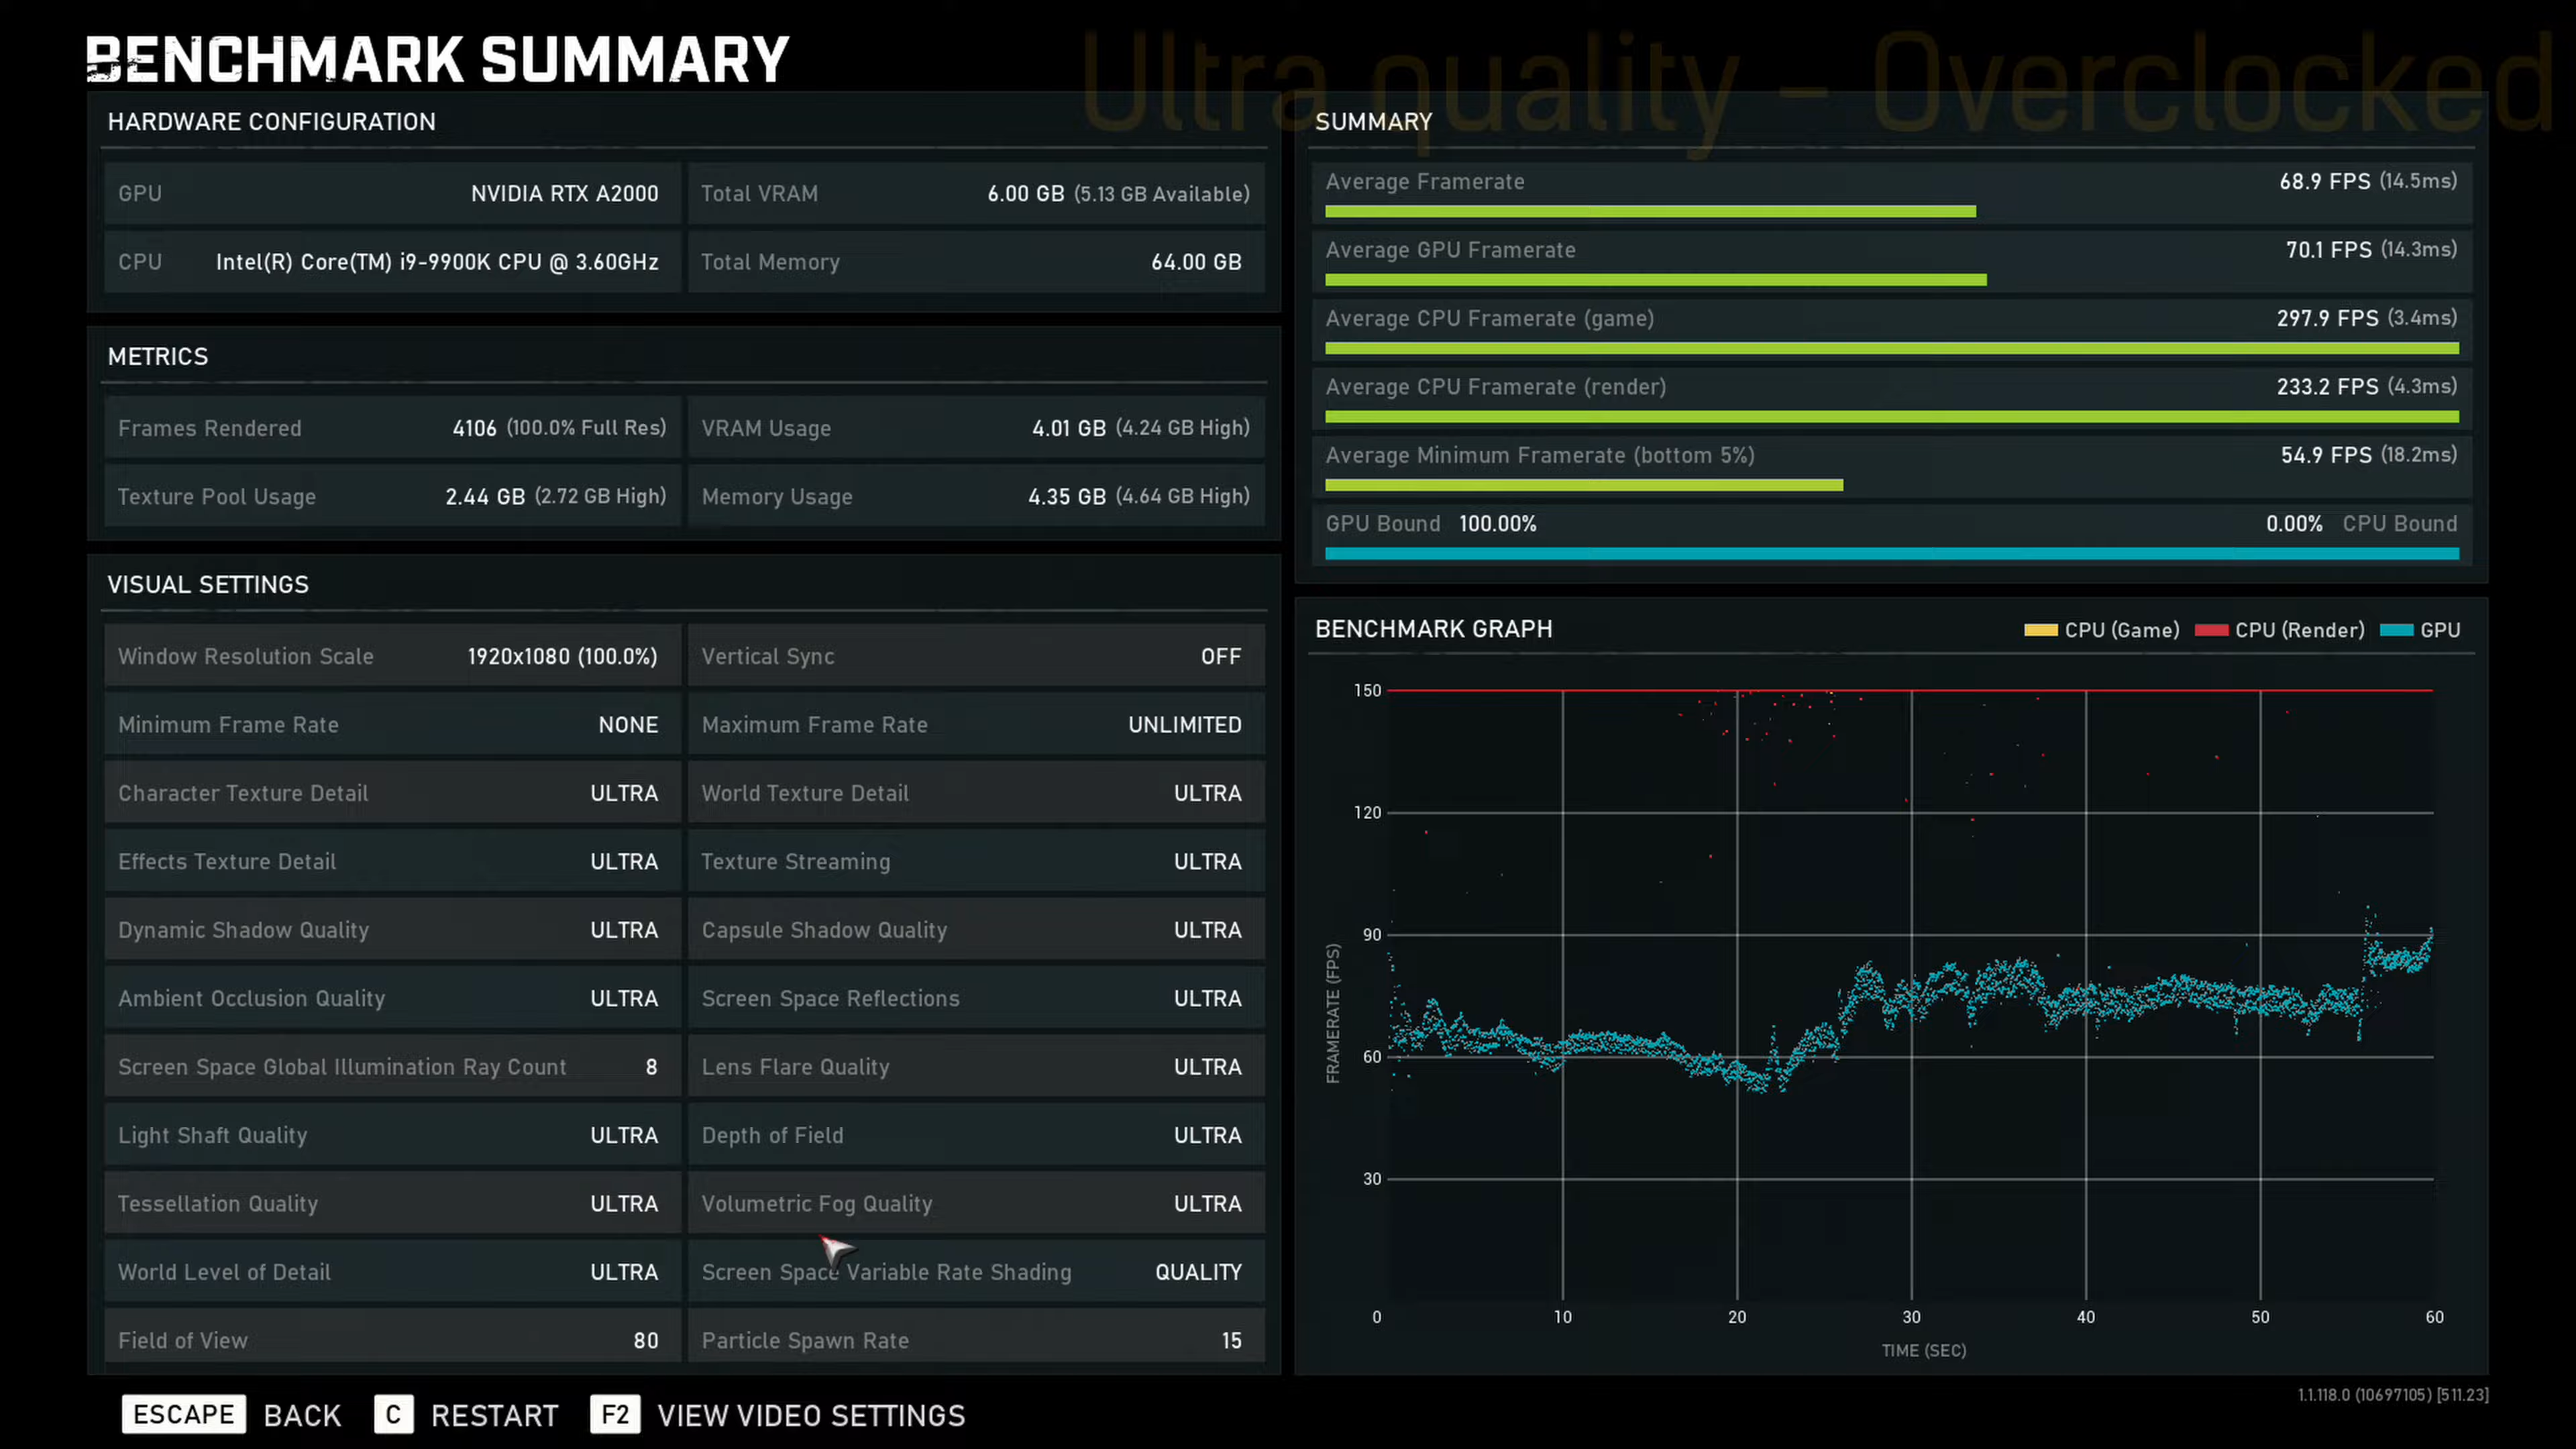 BENCHMARK SUMMARY
Ultra quality - Overclocked
HARDWARE CONFIGURATION
GPU NVIDIA RTX A2000 Total VRAM 6.00 GB (5.13 GB Available)
CPU Intel(R) Core(TM) i9-9900K CPU @ 3.60GHz Total Memory 64.00 GB
METRICS
Frames Rendered 4106 (100.0% Full Res) VRAM Usage 4.01 GB (4.24 GB High)
Texture Pool Usage 2.44 GB (2.72 GB High) Memory Usage 4.35 GB (4.64 GB High)
VISUAL SETTINGS
Window Resolution Scale 1920x1080 (100.0%) Vertical Sync OFF
Minimum Frame Rate NONE Maximum Frame Rate UNLIMITED
Character Texture Detail ULTRA World Texture Detail ULTRA
Effects Texture Detail ULTRA Texture Streaming ULTRA
Dynamic Shadow Quality ULTRA Capsule Shadow Quality ULTRA
Ambient Occlusion Quality ULTRA Screen Space Reflections ULTRA
Screen Space Global Illumination Ray Count 8 Lens Flare Quality ULTRA
Light Shaft Quality ULTRA Depth of Field ULTRA
Tessellation Quality ULTRA Volumetric Fog Quality ULTRA
World Level of Detail ULTRA Screen Space Variable Rate Shading QUALITY
Field of View 80 Particle Spawn Rate 15
SUMMARY
Average Framerate 68.9 FPS (14.5ms)
Average GPU Framerate 70.1 FPS (14.3ms)
Average CPU Framerate (game) 297.9 FPS (3.4ms)
Average CPU Framerate (render) 233.2 FPS (4.3ms)
Average Minimum Framerate (bottom 5%) 54.9 FPS (18.2ms)
GPU Bound 100.00% 0.00% CPU Bound
BENCHMARK GRAPH CPU (Game) CPU (Render) GPU
150
120
90
60
30
FRAMERATE (FPS)
0 10 20 30 40 50 60
TIME (SEC)
1.1.118.0 (10697105) [511.23]
ESCAPE BACK C RESTART F2 VIEW VIDEO SETTINGS